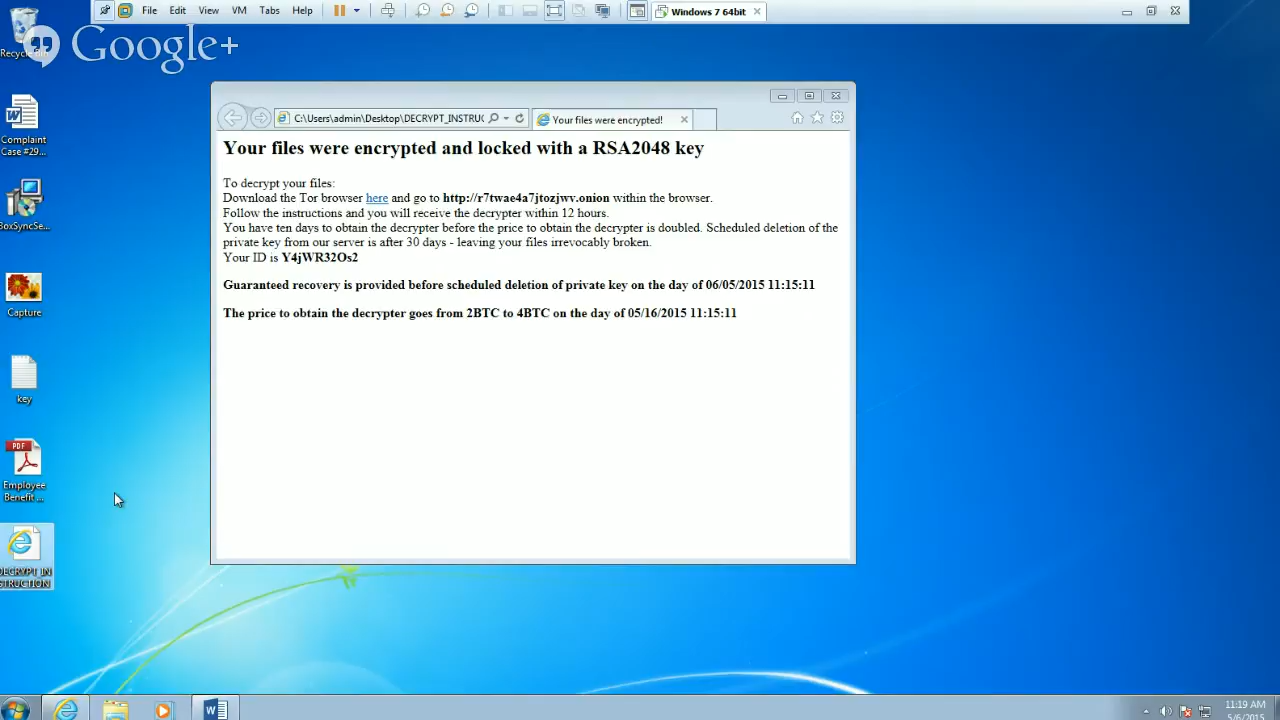 File Edit View VM Tabs Help
Windows 7 64bit
Google+
Complaint
Case #29...
BoxSyncSe...
Capture
key
PDF
Employee
Benefit ...
DECRYPT_IN
STRUCTION
C:\Users\admin\Desktop\DECRYPT_INSTRUC
Your files were encrypted!
Your files were encrypted and locked with a RSA2048 key
To decrypt your files:
Download the Tor browser here and go to http://r7twae4a7jtozjwv.onion within the browser.
Follow the instructions and you will receive the decrypter within 12 hours.
You have ten days to obtain the decrypter before the price to obtain the decrypter is doubled. Scheduled deletion of the
private key from our server is after 30 days - leaving your files irrevocably broken.
Your ID is Y4jWR32Os2
Guaranteed recovery is provided before scheduled deletion of private key on the day of 06/05/2015 11:15:11
The price to obtain the decrypter goes from 2BTC to 4BTC on the day of 05/16/2015 11:15:11
11:19 AM
5/6/2015